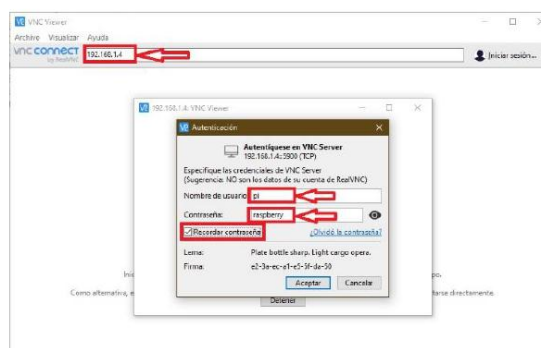 VNC Viewer
Archivo Visualizar Ayuda
vnc connect
by RealVNC
192.168.1.4
Iniciar sesión...
192.168.1.4: VNC Viewer
Autenticación
Autentíquese en VNC Server
192.168.1.4::5900 (TCP)
Especifique las credenciales de VNC Server
(Sugerencia: NO son los datos de su cuenta de RealVNC)
Nombre de usuario: pi
Contraseña: raspberry
Recordar contraseña
¿Olvidó la contraseña?
Lema: Plate bottle sharp. Light cargo opera.
Firma: e2-3a-ec-a1-e5-5f-da-50
Aceptar Cancelar
Como alternativa, e
tarse directamente.
Detener